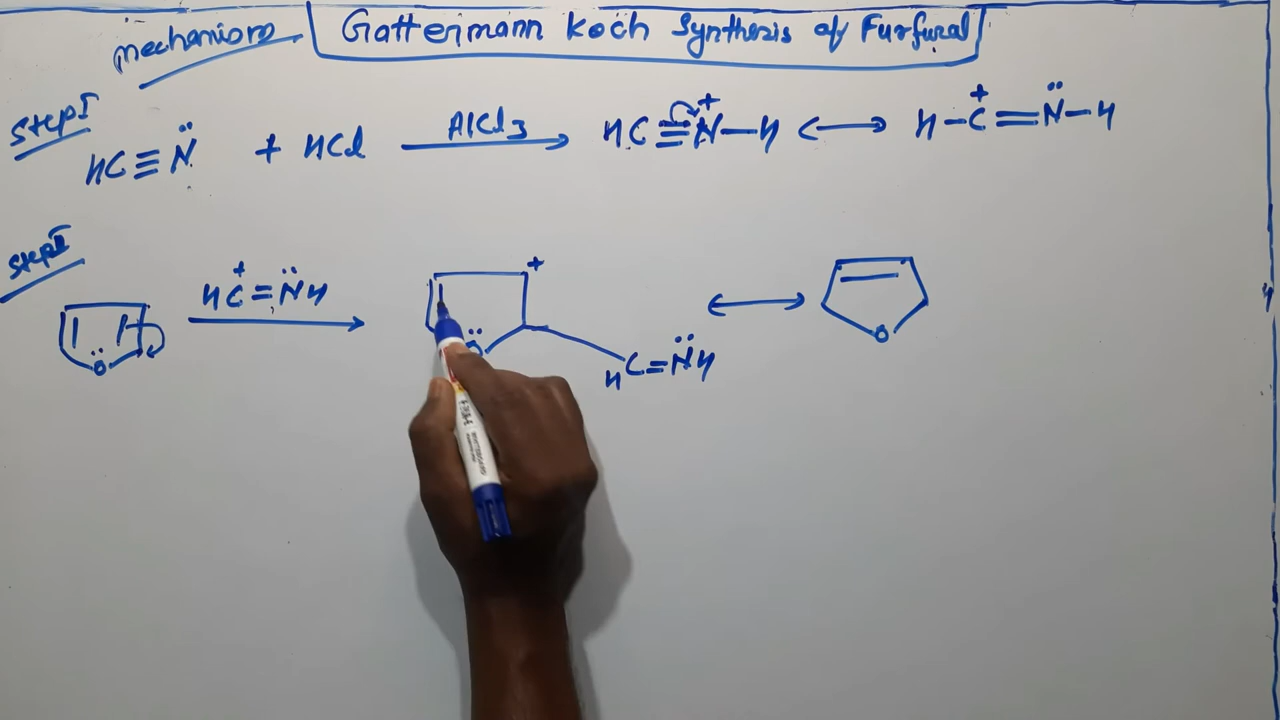 mechanism Gattermann Koch Synthesis of Furfural
Step I
HC≡N̈ + HCl AlCl3 HC≡N⁺—H ⟷ H–C⁺=N̈–H
Step II
HC⁺=N̈H
Ö + Ö HC=N̈H ⟷ O